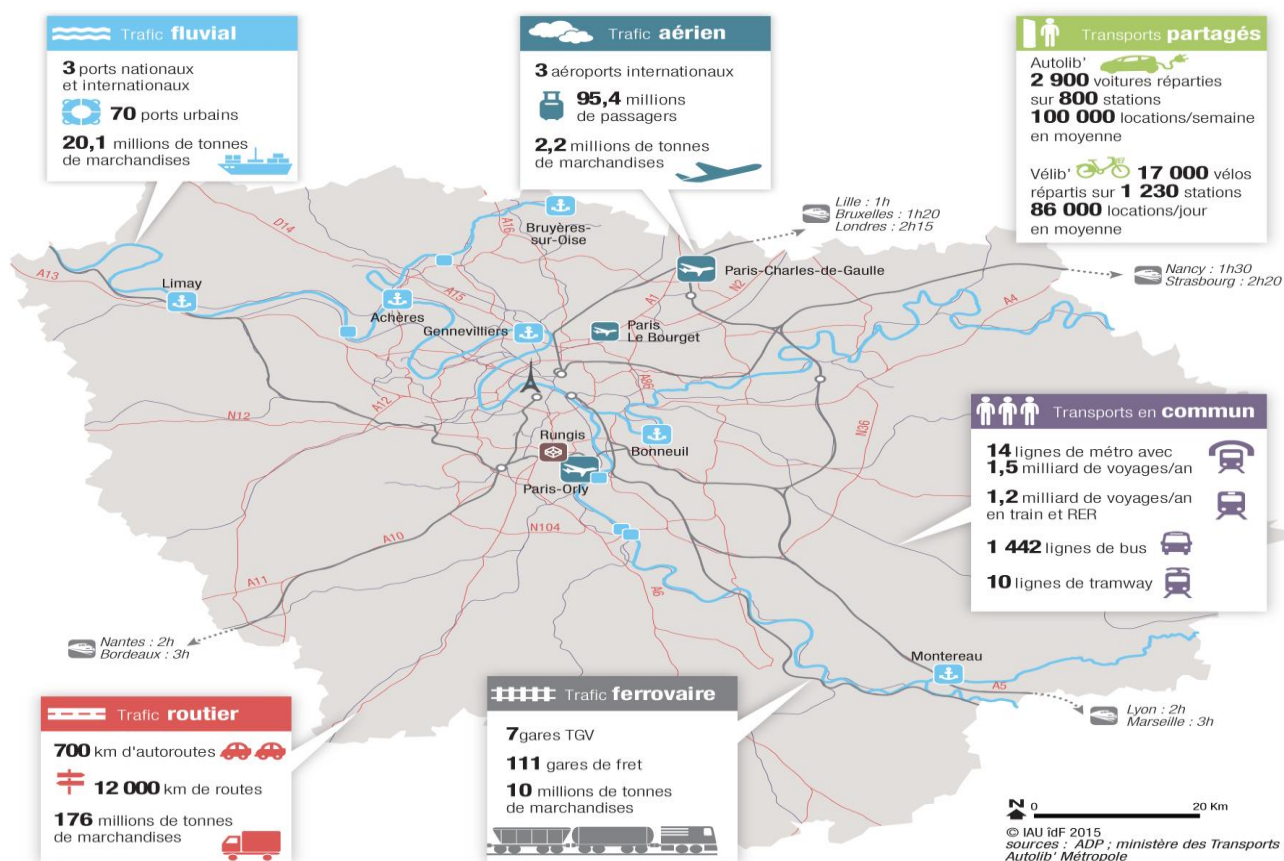 Trafic fluvial
3 ports nationaux
et internationaux
70 ports urbains
20,1 millions de tonnes
de marchandises
Trafic aérien
3 aéroports internationaux
95,4 millions
de passagers
2,2 millions de tonnes
de marchandises
Transports partagés
Autolib'
2 900 voitures réparties
sur 800 stations
100 000 locations/semaine
en moyenne
Vélib' 17 000 vélos
répartis sur 1 230 stations
86 000 locations/jour
en moyenne
Lille : 1h
Bruxelles : 1h20
Londres : 2h15
Nancy : 1h30
Strasbourg : 2h20
D14
A16
Bruyères-
sur-Oise
A13
Limay
Achères
A15
Gennevilliers
Paris-Charles-de-Gaulle
A1
N2
A4
Paris
Le Bourget
A86
A12
N12
N36
Rungis
Bonneuil
Paris-Orly
N104
A10
A11
A6
Nantes : 2h
Bordeaux : 3h
Montereau
A5
Lyon : 2h
Marseille : 3h
Transports en commun
14 lignes de métro avec
1,5 milliard de voyages/an
1,2 milliard de voyages/an
en train et RER
1 442 lignes de bus
10 lignes de tramway
Trafic routier
700 km d'autoroutes
12 000 km de routes
176 millions de tonnes
de marchandises
Trafic ferrovaire
7 gares TGV
111 gares de fret
10 millions de tonnes
de marchandises
N 0 20 Km
© IAU îdF 2015
sources : ADP ; ministère des Transports
Autolib' Métropole